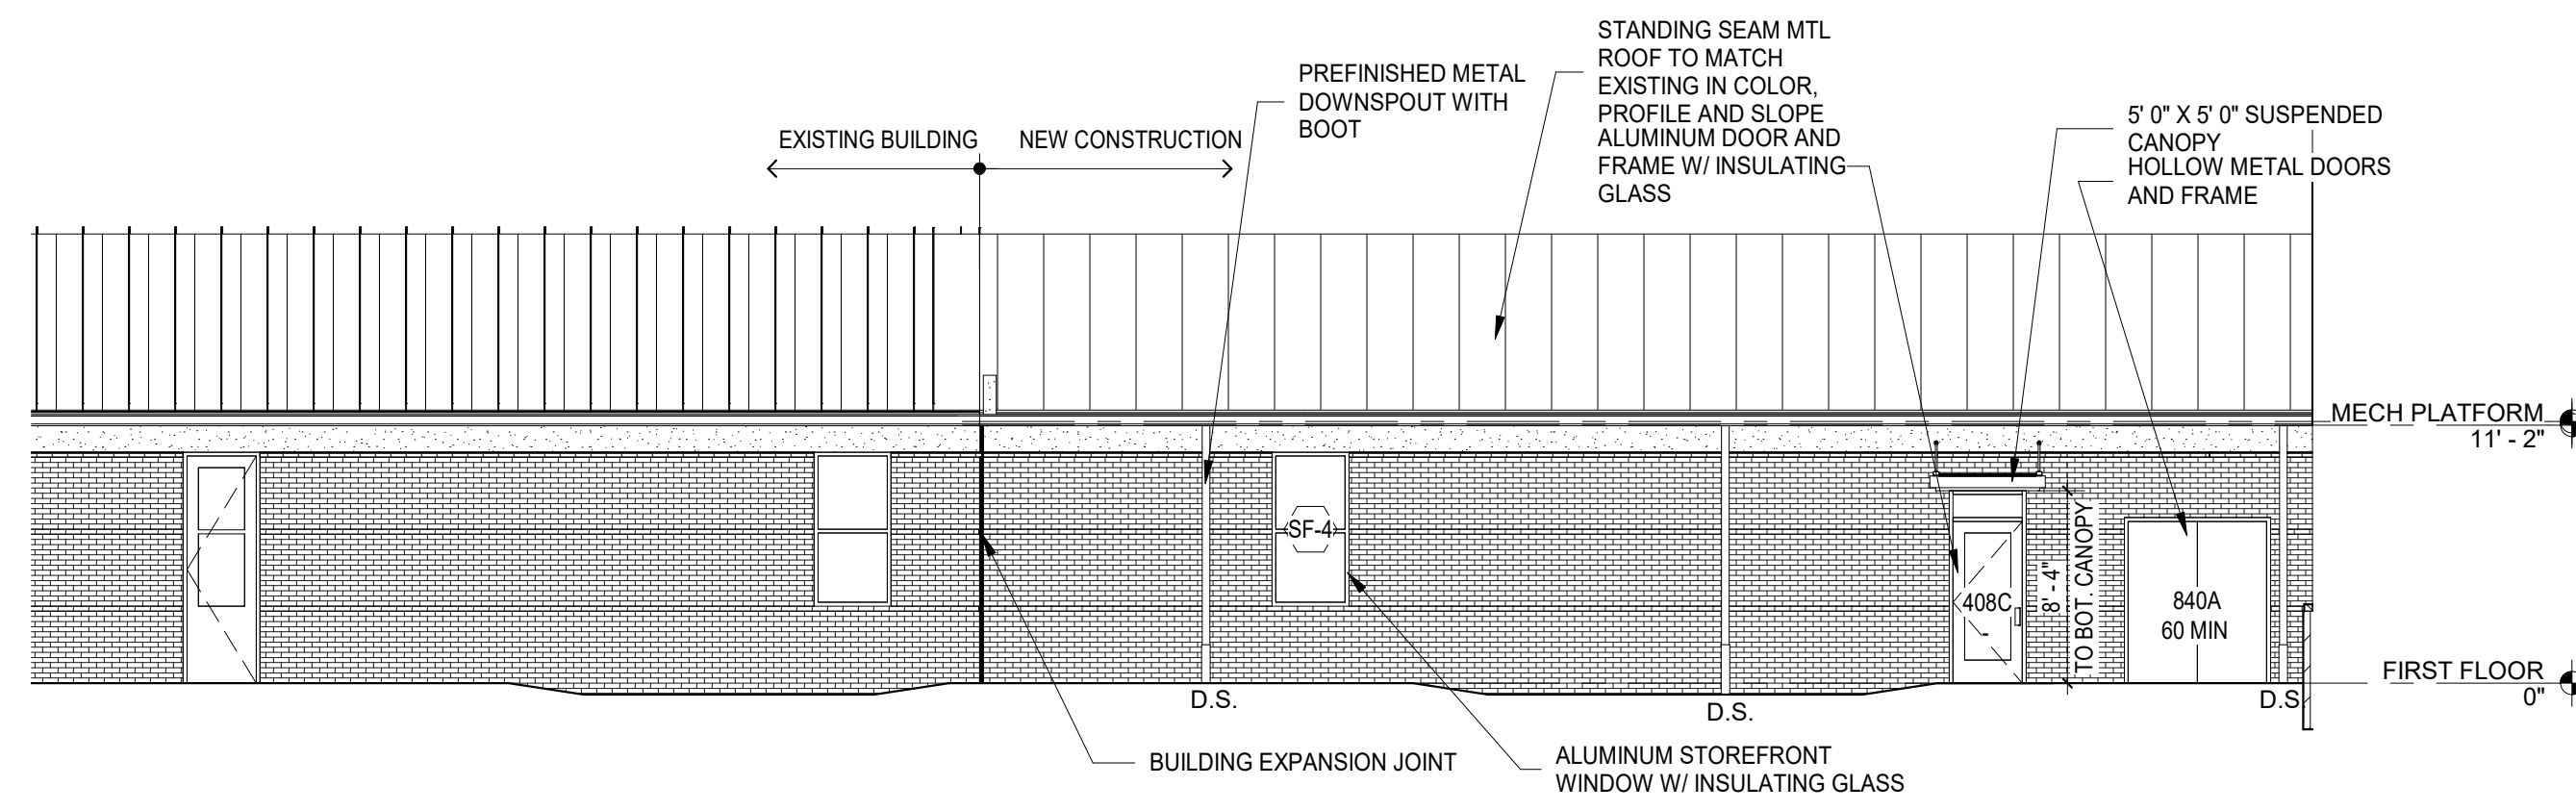 STANDING SEAM MTL
ROOF TO MATCH
EXISTING IN COLOR,
PROFILE AND SLOPE
PREFINISHED METAL
DOWNSPOUT WITH
BOOT
5' 0" X 5' 0" SUSPENDED
CANOPY
EXISTING BUILDING
NEW CONSTRUCTION
ALUMINUM DOOR AND
FRAME W/ INSULATING
GLASS
HOLLOW METAL DOORS
AND FRAME
MECH PLATFORM
11' - 2"
SF-4
408C
8' - 4"
TO BOT. CANOPY
840A
60 MIN
FIRST FLOOR
0"
D.S.
D.S.
D.S.
BUILDING EXPANSION JOINT
ALUMINUM STOREFRONT
WINDOW W/ INSULATING GLASS